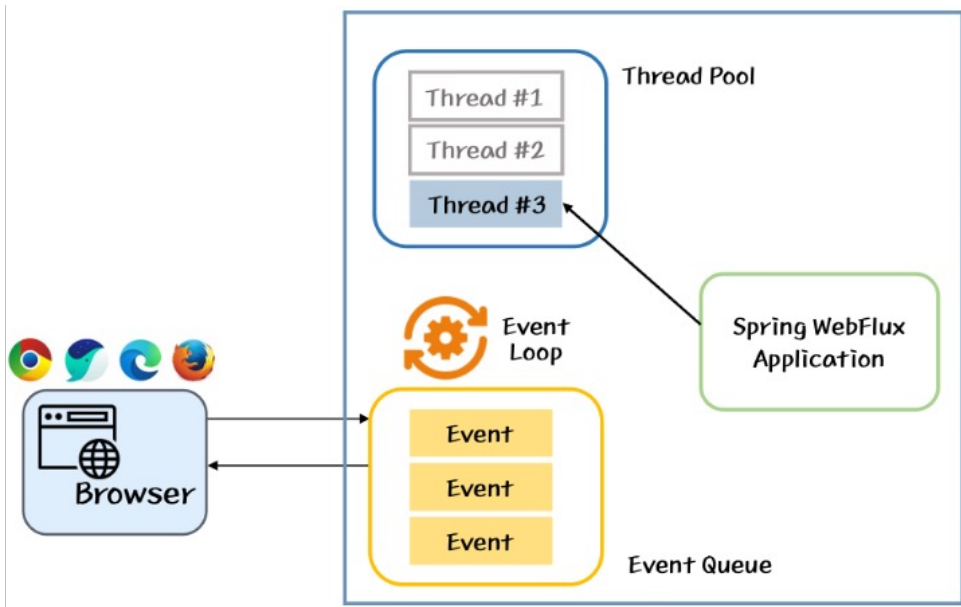 Thread Pool
Thread #1
Thread #2
Thread #3
Event
Loop
Spring WebFlux
Application
Browser
Event
Event
Event
Event Queue